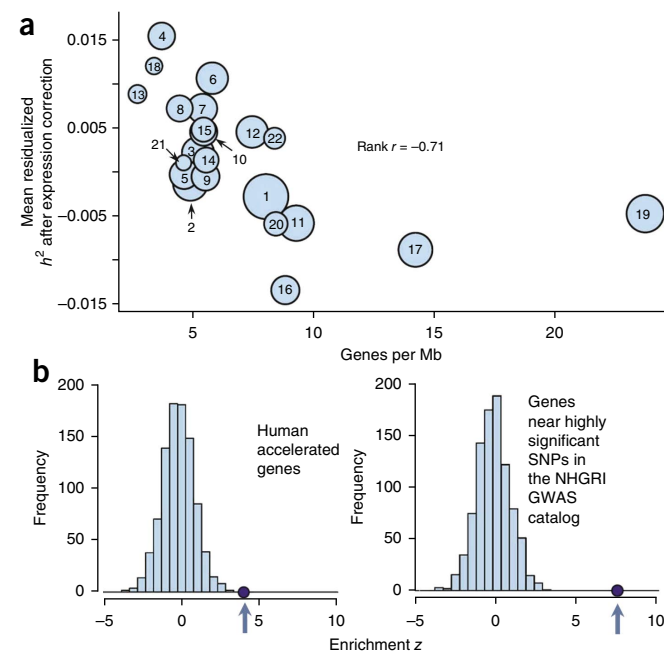 a
Mean residualized
h² after expression correction
0.015
0.005
−0.005
−0.015
4
18
13
6
8
7
15
12
22
21
3
10
14
5
9
2
1
20
11
16
17
19
Rank r = −0.71
5
10
15
20
Genes per Mb
b
Frequency
200
150
100
50
0
Human
accelerated
genes
−5
0
5
10
Frequency
200
150
100
50
0
Genes
near highly
significant
SNPs in
the NHGRI
GWAS
catalog
−5
0
5
10
Enrichment z